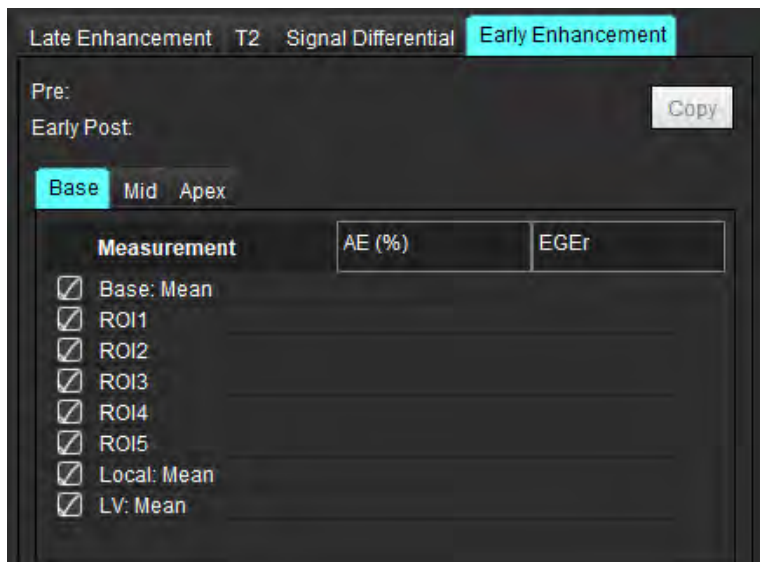 Late Enhancement T2 Signal Differential Early Enhancement
Pre:
Copy
Early Post:
Base Mid Apex
Measurement AE (%) EGEr
Base: Mean
ROI1
ROI2
ROI3
ROI4
ROI5
Local: Mean
LV: Mean